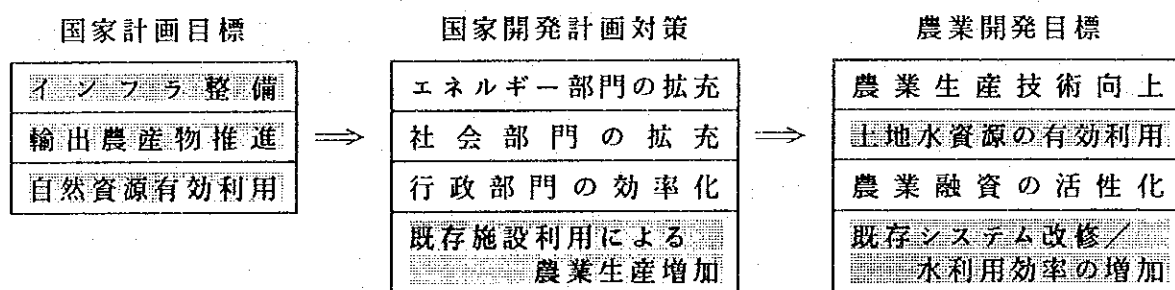 国家計画目標
インフラ整備
輸出農産物推進
自然資源有効利用
⇒
国家開発計画対策
エネルギー部門の拡充
社会部門の拡充
行政部門の効率化
既存施設利用による
農業生産増加
⇒
農業開発目標
農業生産技術向上
土地水資源の有効利用
農業融資の活性化
既存システム改修/
水利用効率の増加